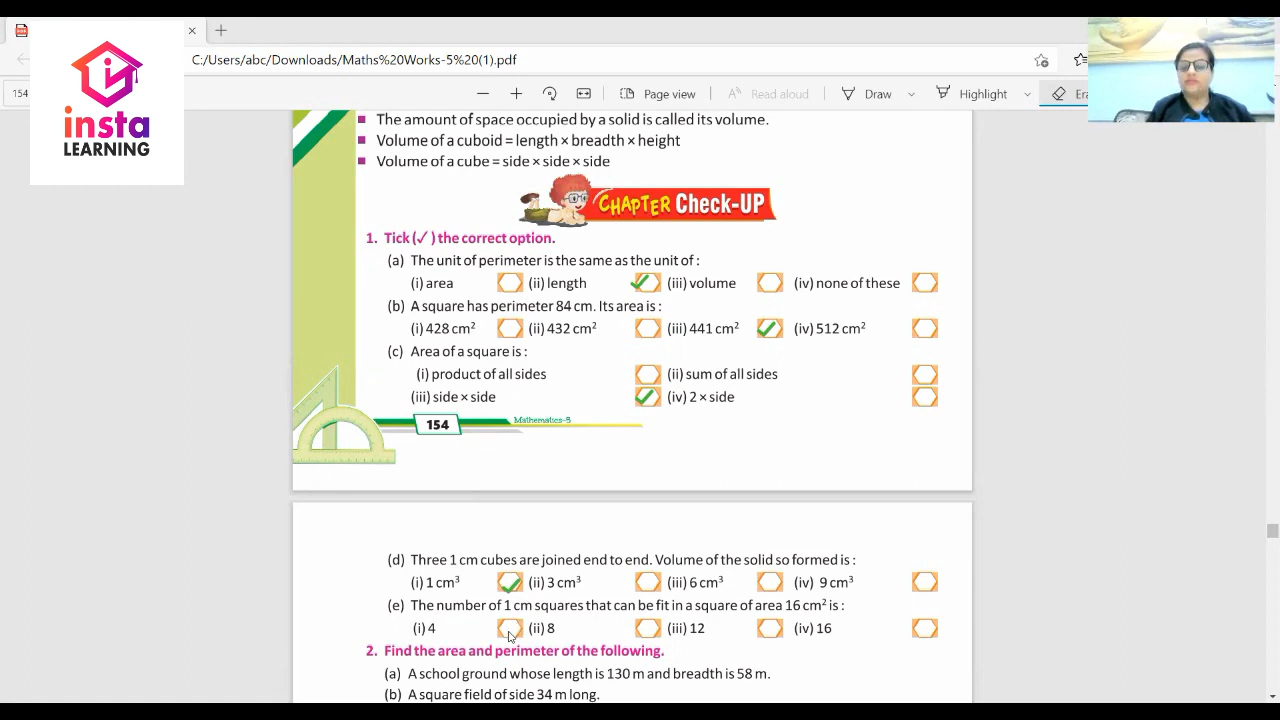 C:/Users/abc/Downloads/Maths%20Works-5%20(1).pdf
insta
LEARNING
154
Page view
Read aloud
Draw
Highlight
Era
The amount of space occupied by a solid is called its volume.
Volume of a cuboid = length × breadth × height
Volume of a cube = side × side × side
CHAPTER Check-UP
1. Tick (✓) the correct option.
(a) The unit of perimeter is the same as the unit of :
(i) area (ii) length (iii) volume (iv) none of these
(b) A square has perimeter 84 cm. Its area is :
(i) 428 cm² (ii) 432 cm² (iii) 441 cm² (iv) 512 cm²
(c) Area of a square is :
(i) product of all sides (ii) sum of all sides
(iii) side × side (iv) 2 × side
154 Mathematics-5
(d) Three 1 cm cubes are joined end to end. Volume of the solid so formed is :
(i) 1 cm³ (ii) 3 cm³ (iii) 6 cm³ (iv) 9 cm³
(e) The number of 1 cm squares that can be fit in a square of area 16 cm² is :
(i) 4 (ii) 8 (iii) 12 (iv) 16
2. Find the area and perimeter of the following.
(a) A school ground whose length is 130 m and breadth is 58 m.
(b) A square field of side 34 m long.